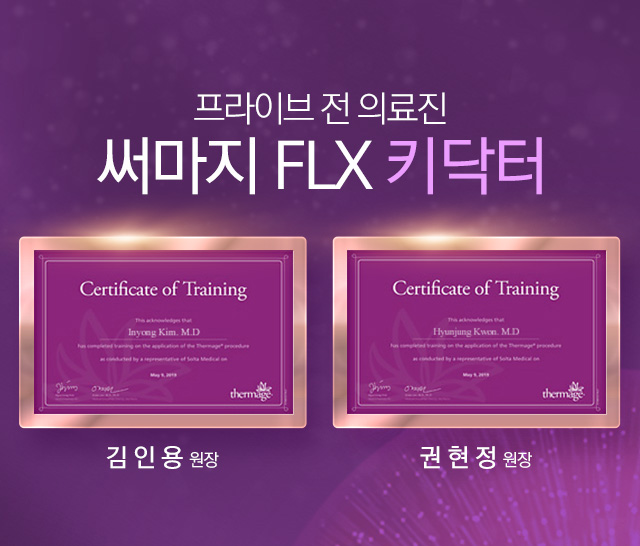 프라이브 전 의료진
써마지 FLX 키닥터
Certificate of Training
This acknowledges that
Inyong Kim. M.D
has completed training on the application of the Thermage® procedure
as conducted by a representative of Solta Medical on
May 9, 2019
thermage
김인용 원장
Certificate of Training
This acknowledges that
Hyunjung Kwon. M.D
has completed training on the application of the Thermage® procedure
as conducted by a representative of Solta Medical on
May 9, 2019
thermage
권현정 원장